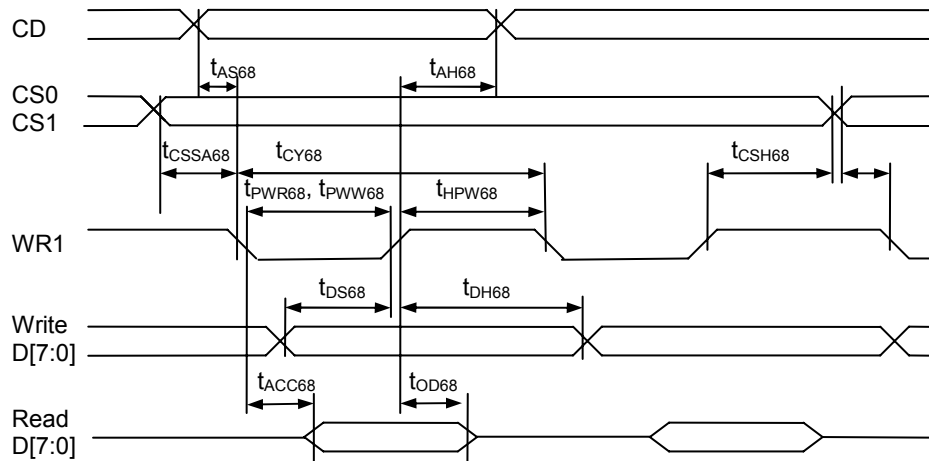 CD
tAS68 tAH68
CS0
CS1
tCSSA68 tCY68 tCSH68
tPWR68, tPWW68 tHPW68
WR1
tDS68 tDH68
Write
D[7:0]
tACC68 tOD68
Read
D[7:0]